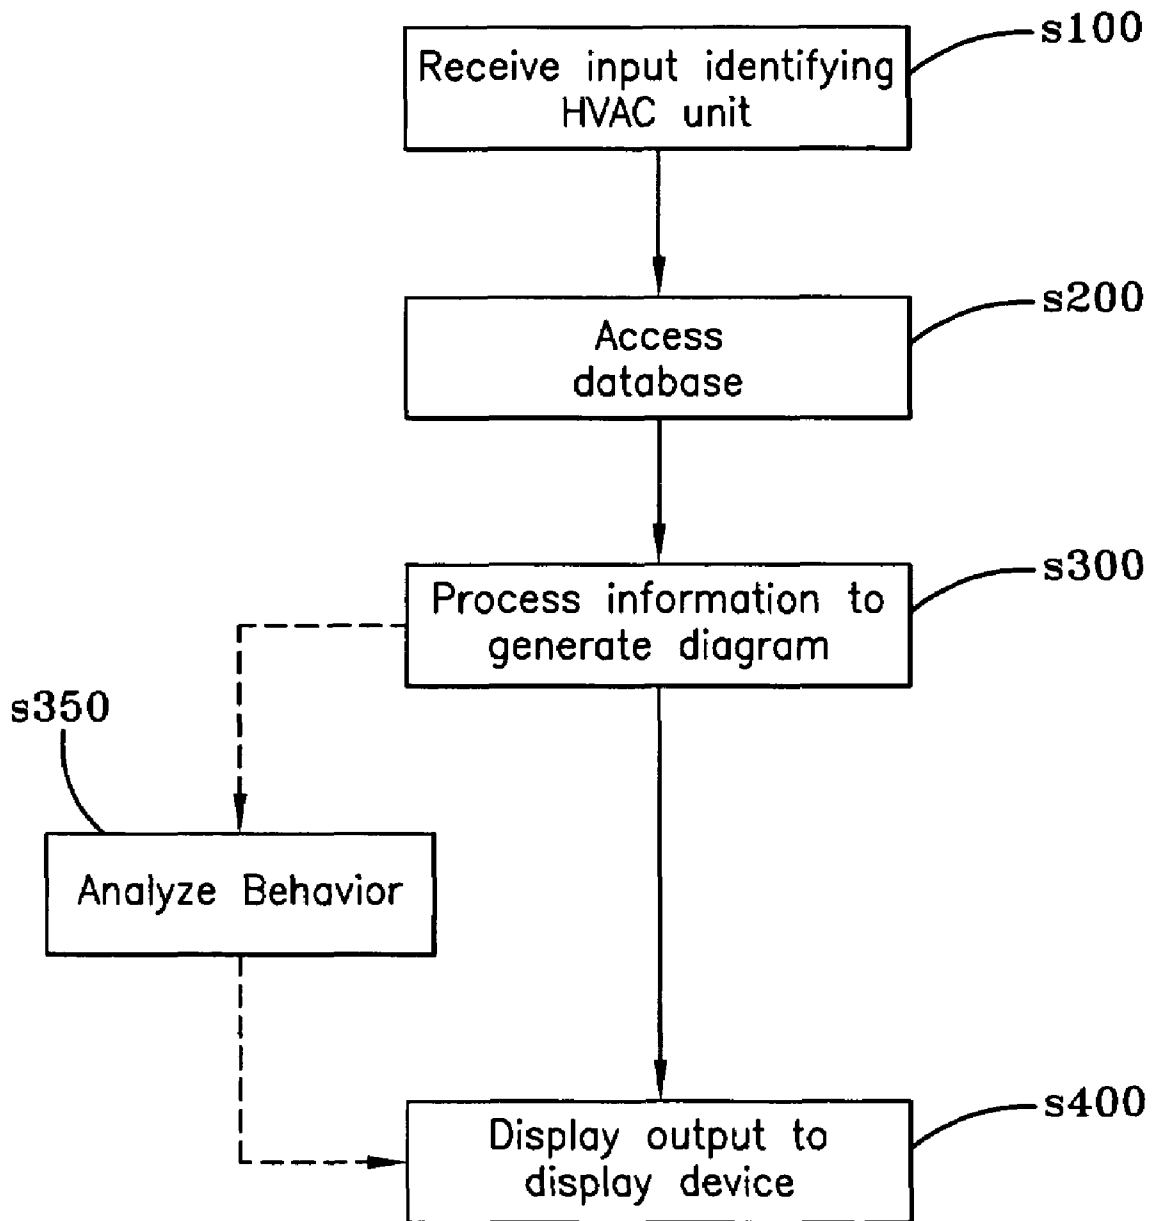 s100
Receive input identifying
HVAC unit
s200
Access
database
s300
Process information to
generate diagram
s350
Analyze Behavior
s400
Display output to
display device